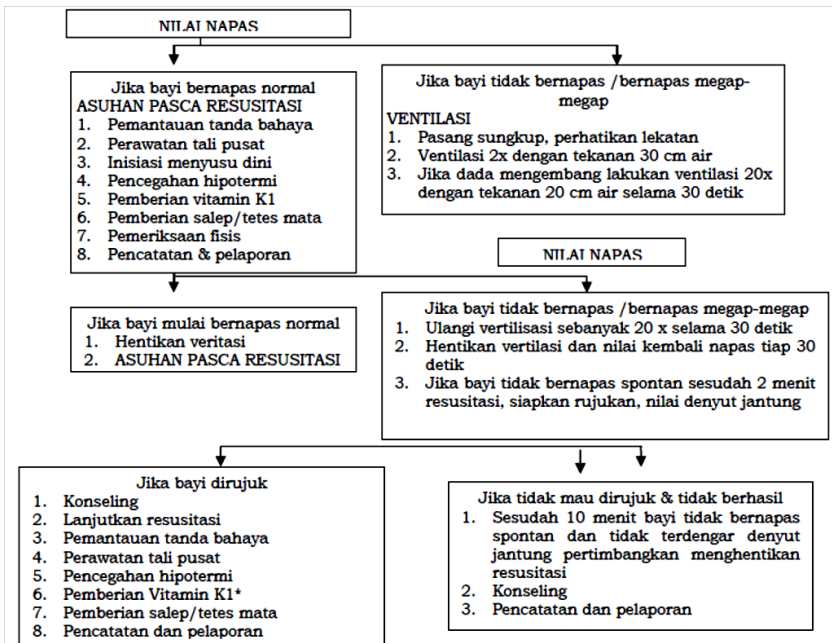 NILAI NAPAS
Jika bayi bernapas normal
ASUHAN PASCA RESUSITASI
1. Pemantauan tanda bahaya
2. Perawatan tali pusat
3. Inisiasi menyusu dini
4. Pencegahan hipotermi
5. Pemberian vitamin K1
6. Pemberian salep/tetes mata
7. Pemeriksaan fisis
8. Pencatatan & pelaporan
Jika bayi tidak bernapas /bernapas megap-
megap
VENTILASI
1. Pasang sungkup, perhatikan lekatan
2. Ventilasi 2x dengan tekanan 30 cm air
3. Jika dada mengembang lakukan ventilasi 20x
dengan tekanan 20 cm air selama 30 detik
NILAI NAPAS
Jika bayi mulai bernapas normal
1. Hentikan veritasi
2. ASUHAN PASCA RESUSITASI
Jika bayi tidak bernapas /bernapas megap-megap
1. Ulangi vertilisasi sebanyak 20 x selama 30 detik
2. Hentikan vertilasi dan nilai kembali napas tiap 30
detik
3. Jika bayi tidak bernapas spontan sesudah 2 menit
resusitasi, siapkan rujukan, nilai denyut jantung
Jika bayi dirujuk
1. Konseling
2. Lanjutkan resusitasi
3. Pemantauan tanda bahaya
4. Perawatan tali pusat
5. Pencegahan hipotermi
6. Pemberian Vitamin K1*
7. Pemberian salep/tetes mata
8. Pencatatan dan pelaporan
Jika tidak mau dirujuk & tidak berhasil
1. Sesudah 10 menit bayi tidak bernapas
spontan dan tidak terdengar denyut
jantung pertimbangkan menghentikan
resusitasi
2. Konseling
3. Pencatatan dan pelaporan